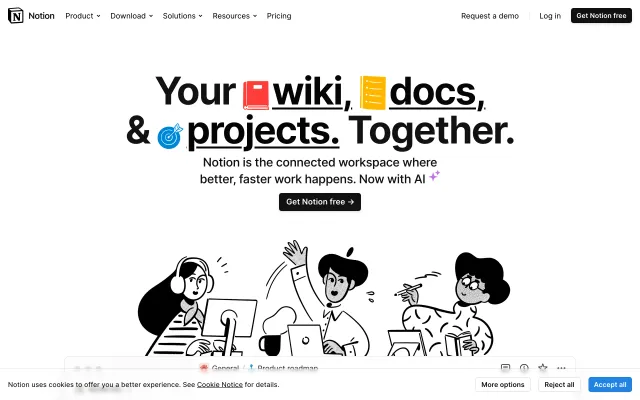 Notion Product Download Solutions Resources Pricing Request a demo Log in Get Notion free
Your wiki, docs,
& projects. Together.
Notion is the connected workspace where
better, faster work happens. Now with AI
Get Notion free →
General / Product roadmap
Notion uses cookies to offer you a better experience. See Cookie Notice for details. More options Reject all Accept all